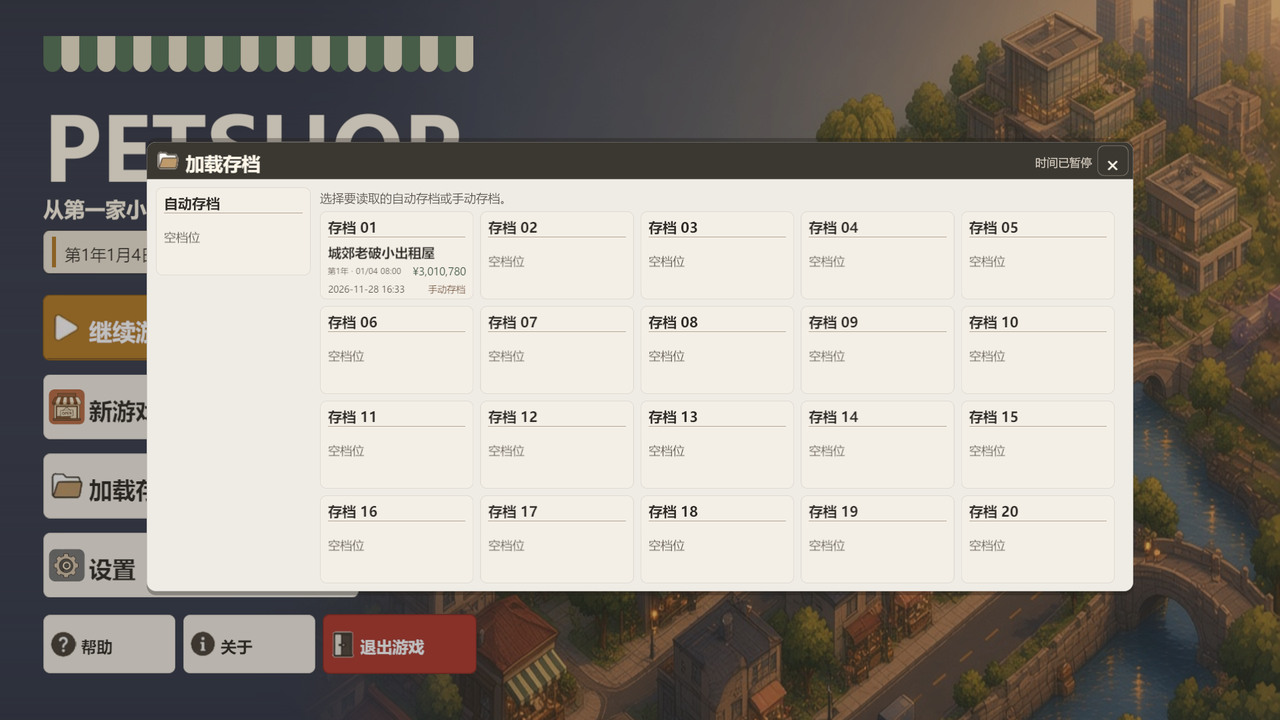 PETSHOP
从第一家小
第1年1月4日
继续游
新游戏
加载存
设置
帮助
关于
退出游戏
加载存档
时间已暂停
自动存档
空档位
选择要读取的自动存档或手动存档。
存档 01
城郊老破小出租屋
第1年 · 01/04 08:00 ¥3,010,780
2026-11-28 16:33 手动存档
存档 02
空档位
存档 03
空档位
存档 04
空档位
存档 05
空档位
存档 06
空档位
存档 07
空档位
存档 08
空档位
存档 09
空档位
存档 10
空档位
存档 11
空档位
存档 12
空档位
存档 13
空档位
存档 14
空档位
存档 15
空档位
存档 16
空档位
存档 17
空档位
存档 18
空档位
存档 19
空档位
存档 20
空档位